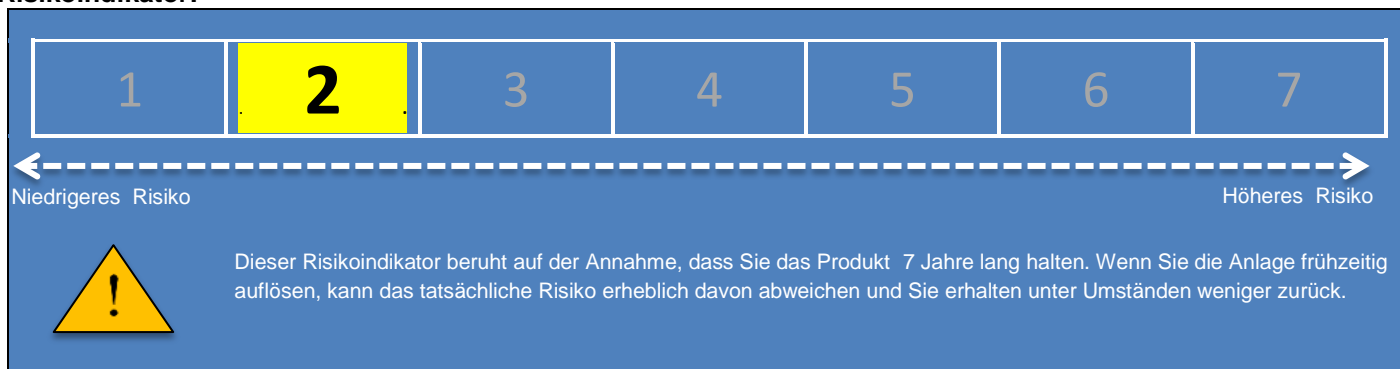 1 2 3 4 5 6 7
Niedrigeres Risiko Höheres Risiko
!
Dieser Risikoindikator beruht auf der Annahme, dass Sie das Produkt 7 Jahre lang halten. Wenn Sie die Anlage frühzeitig
auflösen, kann das tatsächliche Risiko erheblich davon abweichen und Sie erhalten unter Umständen weniger zurück.